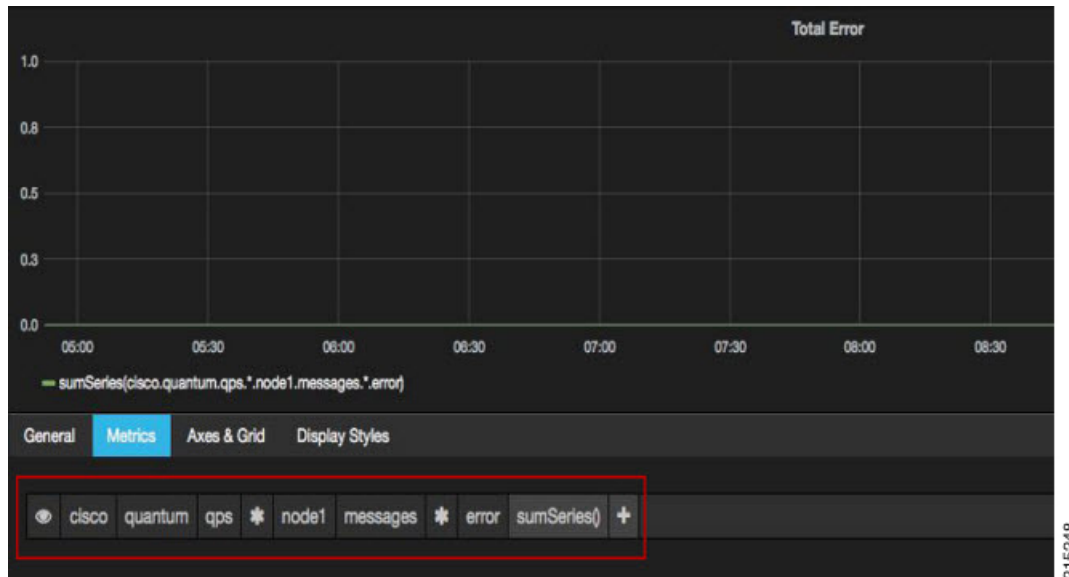 Total Error
1.0
0.8
0.5
0.3
0.0
05:00 05:30 06:00 06:30 07:00 07:30 08:00 08:30
sumSeries(cisco.quantum.qps.*.node1.messages.*.error)
General Metrics Axes & Grid Display Styles
cisco quantum qps * node1 messages * error sumSeries() +